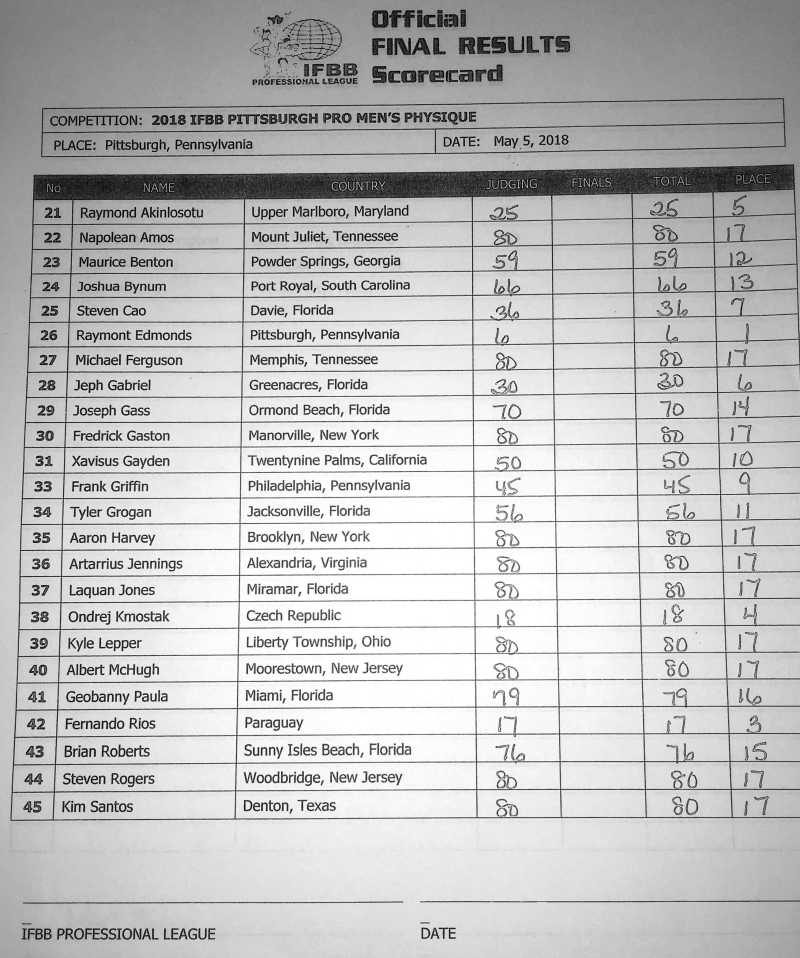 Official
FINAL RESULTS
Scorecard
IFBB
PROFESSIONAL LEAGUE
COMPETITION: 2018 IFBB PITTSBURGH PRO MEN'S PHYSIQUE
PLACE: Pittsburgh, Pennsylvania DATE: May 5, 2018
No NAME COUNTRY JUDGING FINALS TOTAL PLACE
21 Raymond Akinlosotu Upper Marlboro, Maryland 25 25 5
22 Napolean Amos Mount Juliet, Tennessee 80 80 17
23 Maurice Benton Powder Springs, Georgia 59 59 12
24 Joshua Bynum Port Royal, South Carolina 66 66 13
25 Steven Cao Davie, Florida 36 36 7
26 Raymont Edmonds Pittsburgh, Pennsylvania 6 6 1
27 Michael Ferguson Memphis, Tennessee 80 80 17
28 Jeph Gabriel Greenacres, Florida 30 30 6
29 Joseph Gass Ormond Beach, Florida 70 70 14
30 Fredrick Gaston Manorville, New York 80 80 17
31 Xavisus Gayden Twentynine Palms, California 50 50 10
33 Frank Griffin Philadelphia, Pennsylvania 45 45 9
34 Tyler Grogan Jacksonville, Florida 56 56 11
35 Aaron Harvey Brooklyn, New York 80 80 17
36 Artarrius Jennings Alexandria, Virginia 80 80 17
37 Laquan Jones Miramar, Florida 80 80 17
38 Ondrej Kmostak Czech Republic 18 18 4
39 Kyle Lepper Liberty Township, Ohio 80 80 17
40 Albert McHugh Moorestown, New Jersey 80 80 17
41 Geobanny Paula Miami, Florida 79 79 16
42 Fernando Rios Paraguay 17 17 3
43 Brian Roberts Sunny Isles Beach, Florida 76 76 15
44 Steven Rogers Woodbridge, New Jersey 80 80 17
45 Kim Santos Denton, Texas 80 80 17
IFBB PROFESSIONAL LEAGUE DATE